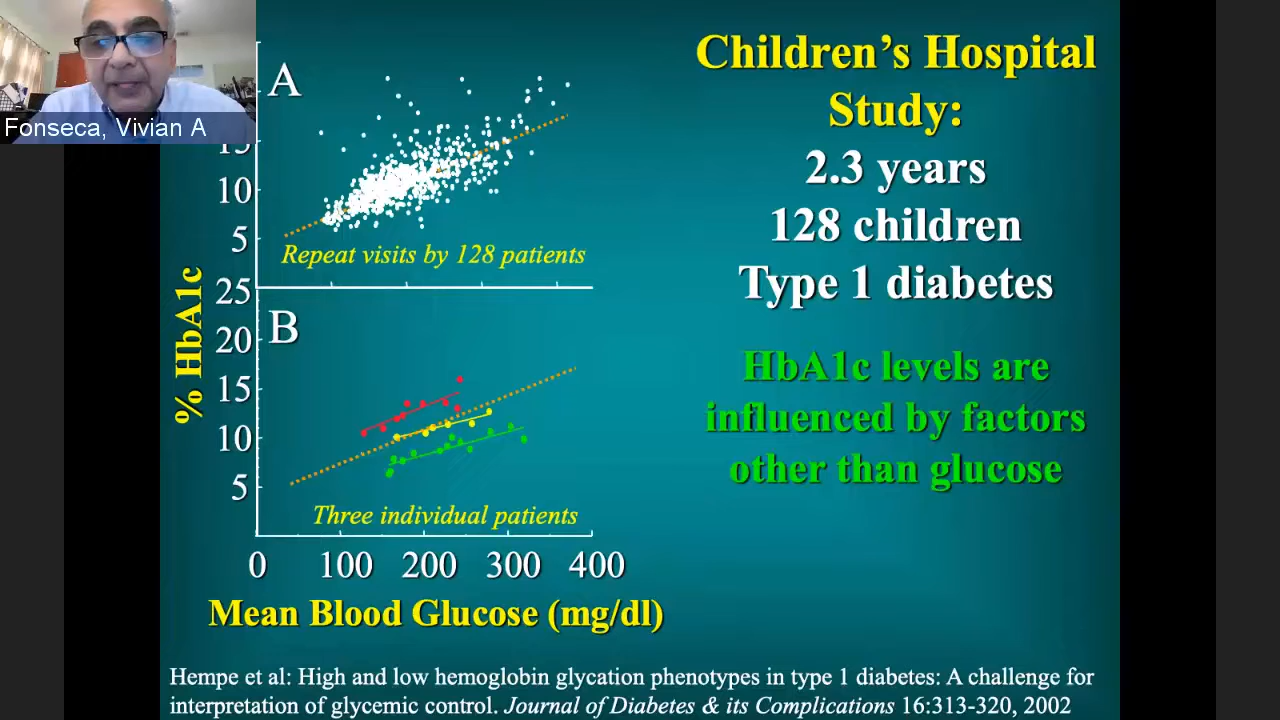 Fonseca, Vivian A
A
10
5
Repeat visits by 128 patients
% HbA1c
25
20
15
10
5
B
Three individual patients
0 100 200 300 400
Mean Blood Glucose (mg/dl)
Children’s Hospital
Study:
2.3 years
128 children
Type 1 diabetes
HbA1c levels are
influenced by factors
other than glucose
Hempe et al: High and low hemoglobin glycation phenotypes in type 1 diabetes: A challenge for
interpretation of glycemic control. Journal of Diabetes & its Complications 16:313-320, 2002